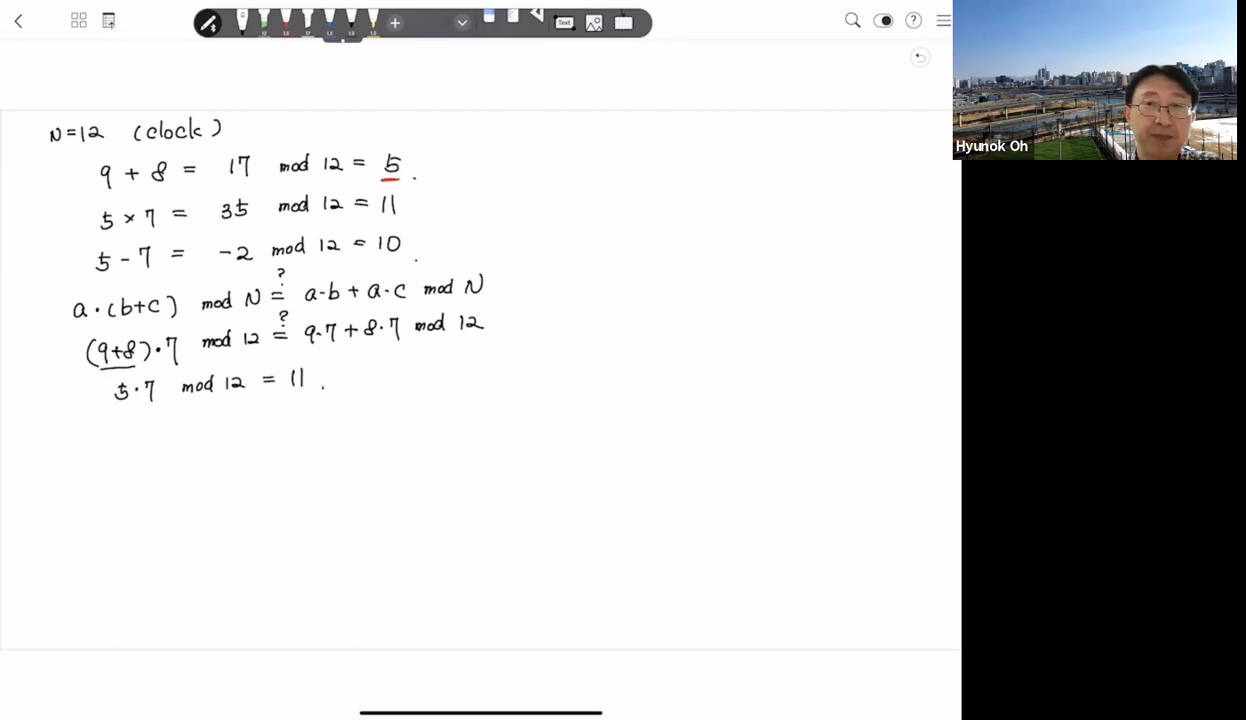 Text
Hyunok Oh
N=12 (clock)
9 + 8 = 17 mod 12 = 5.
5 × 7 = 35 mod 12 = 11
5 - 7 = -2 mod 12 = 10.
a·(b+c) mod N ≟ a·b + a·c mod N
(9+8)·7 mod 12 ≟ 9·7 + 8·7 mod 12
5·7 mod 12 = 11.